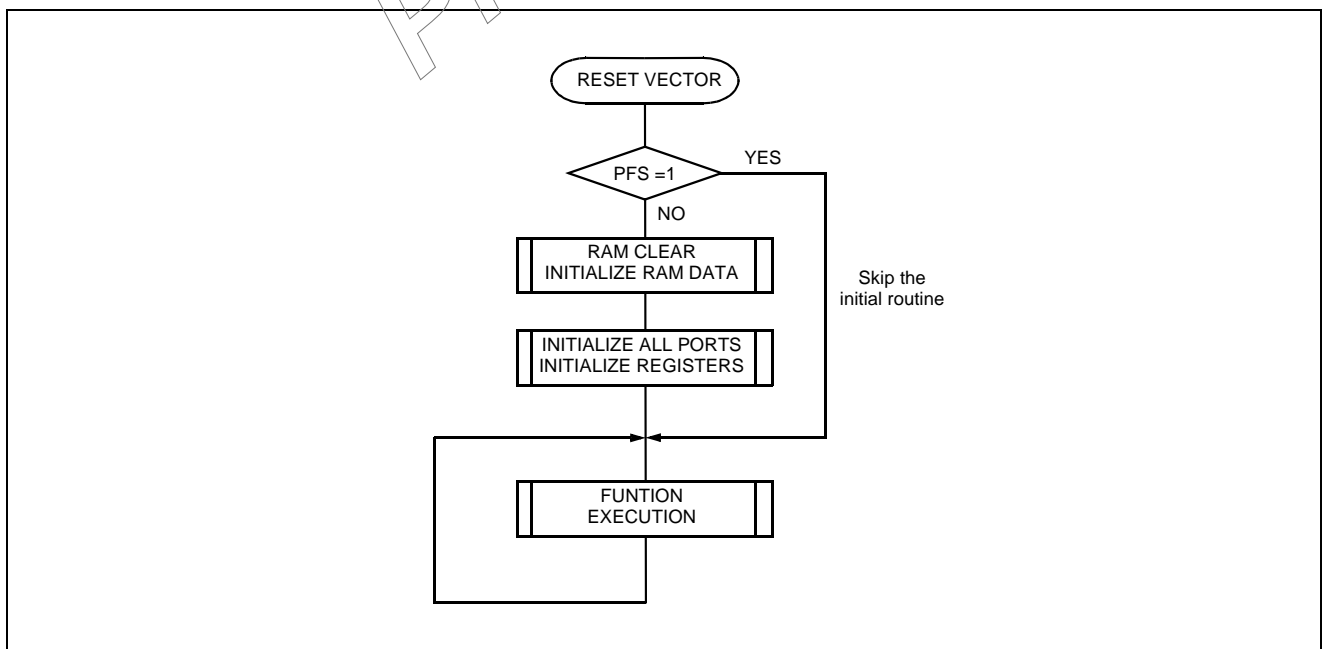 RESET VECTOR
PFS =1
YES
NO
RAM CLEAR
INITIALIZE RAM DATA
Skip the
initial routine
INITIALIZE ALL PORTS
INITIALIZE REGISTERS
FUNTION
EXECUTION